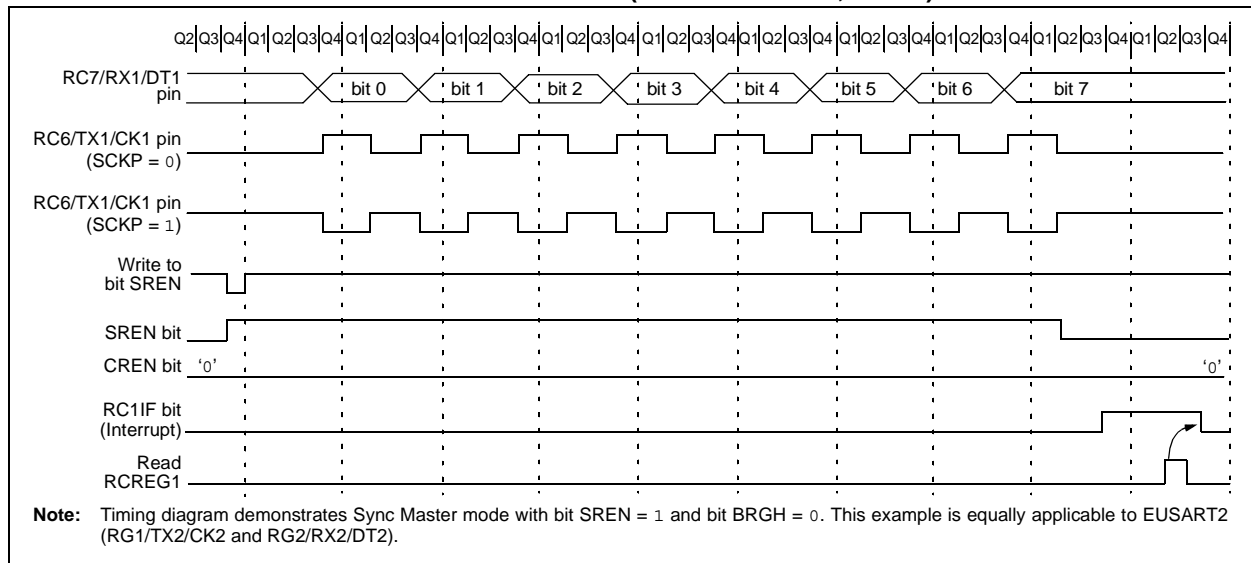 Q2 Q3 Q4 Q1 Q2 Q3 Q4 Q1 Q2 Q3 Q4 Q1 Q2 Q3 Q4 Q1 Q2 Q3 Q4 Q1 Q2 Q3 Q4 Q1 Q2 Q3 Q4 Q1 Q2 Q3 Q4 Q1 Q2 Q3 Q4 Q1 Q2 Q3 Q4 Q1 Q2 Q3 Q4
RC7/RX1/DT1
pin
bit 0 bit 1 bit 2 bit 3 bit 4 bit 5 bit 6 bit 7
RC6/TX1/CK1 pin
(SCKP = 0)
RC6/TX1/CK1 pin
(SCKP = 1)
Write to
bit SREN
SREN bit
CREN bit ‘0’ ‘0’
RC1IF bit
(Interrupt)
Read
RCREG1
Note: Timing diagram demonstrates Sync Master mode with bit SREN = 1 and bit BRGH = 0. This example is equally applicable to EUSART2
(RG1/TX2/CK2 and RG2/RX2/DT2).